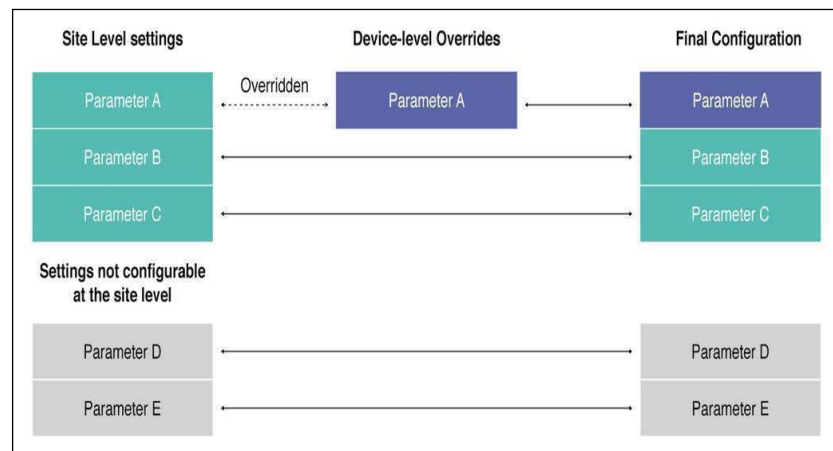 Site Level settings
Device-level Overrides
Final Configuration
Parameter A
Overridden
Parameter A
Parameter A
Parameter B
Parameter B
Parameter C
Parameter C
Settings not configurable
at the site level
Parameter D
Parameter D
Parameter E
Parameter E